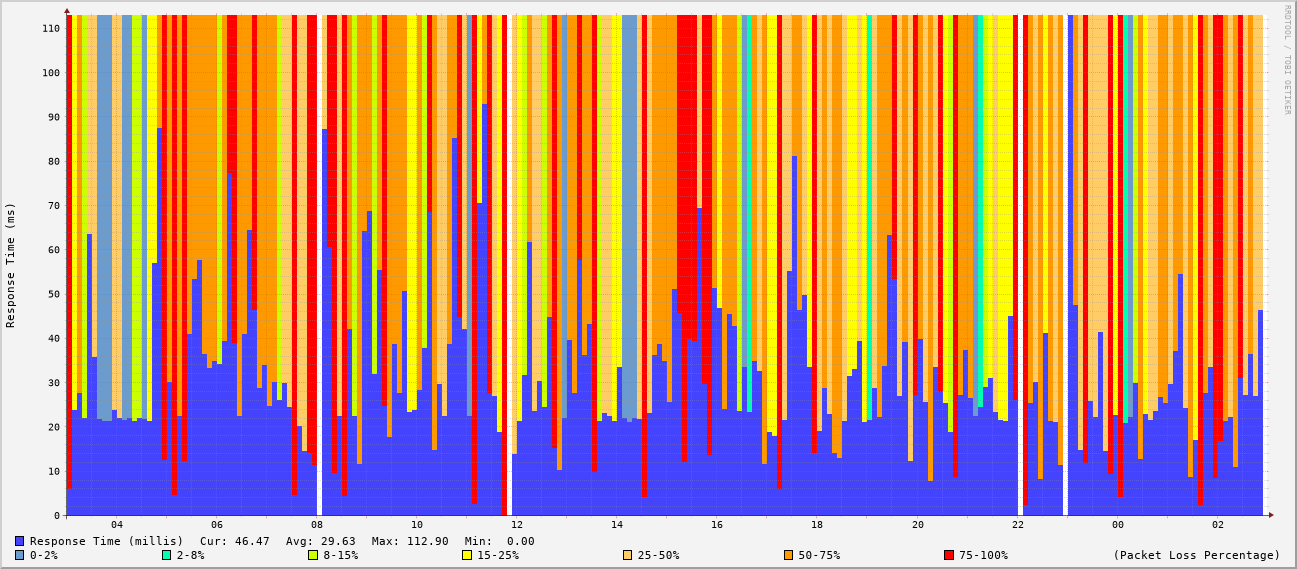 RRDTOOL / TOBI OETIKER
Response Time (ms)
110
100
90
80
70
60
50
40
30
20
10
0
04 06 08 10 12 14 16 18 20 22 00 02
Response Time (millis) Cur: 46.47 Avg: 29.63 Max: 112.90 Min: 0.00
0-2% 2-8% 8-15% 15-25% 25-50% 50-75% 75-100% (Packet Loss Percentage)